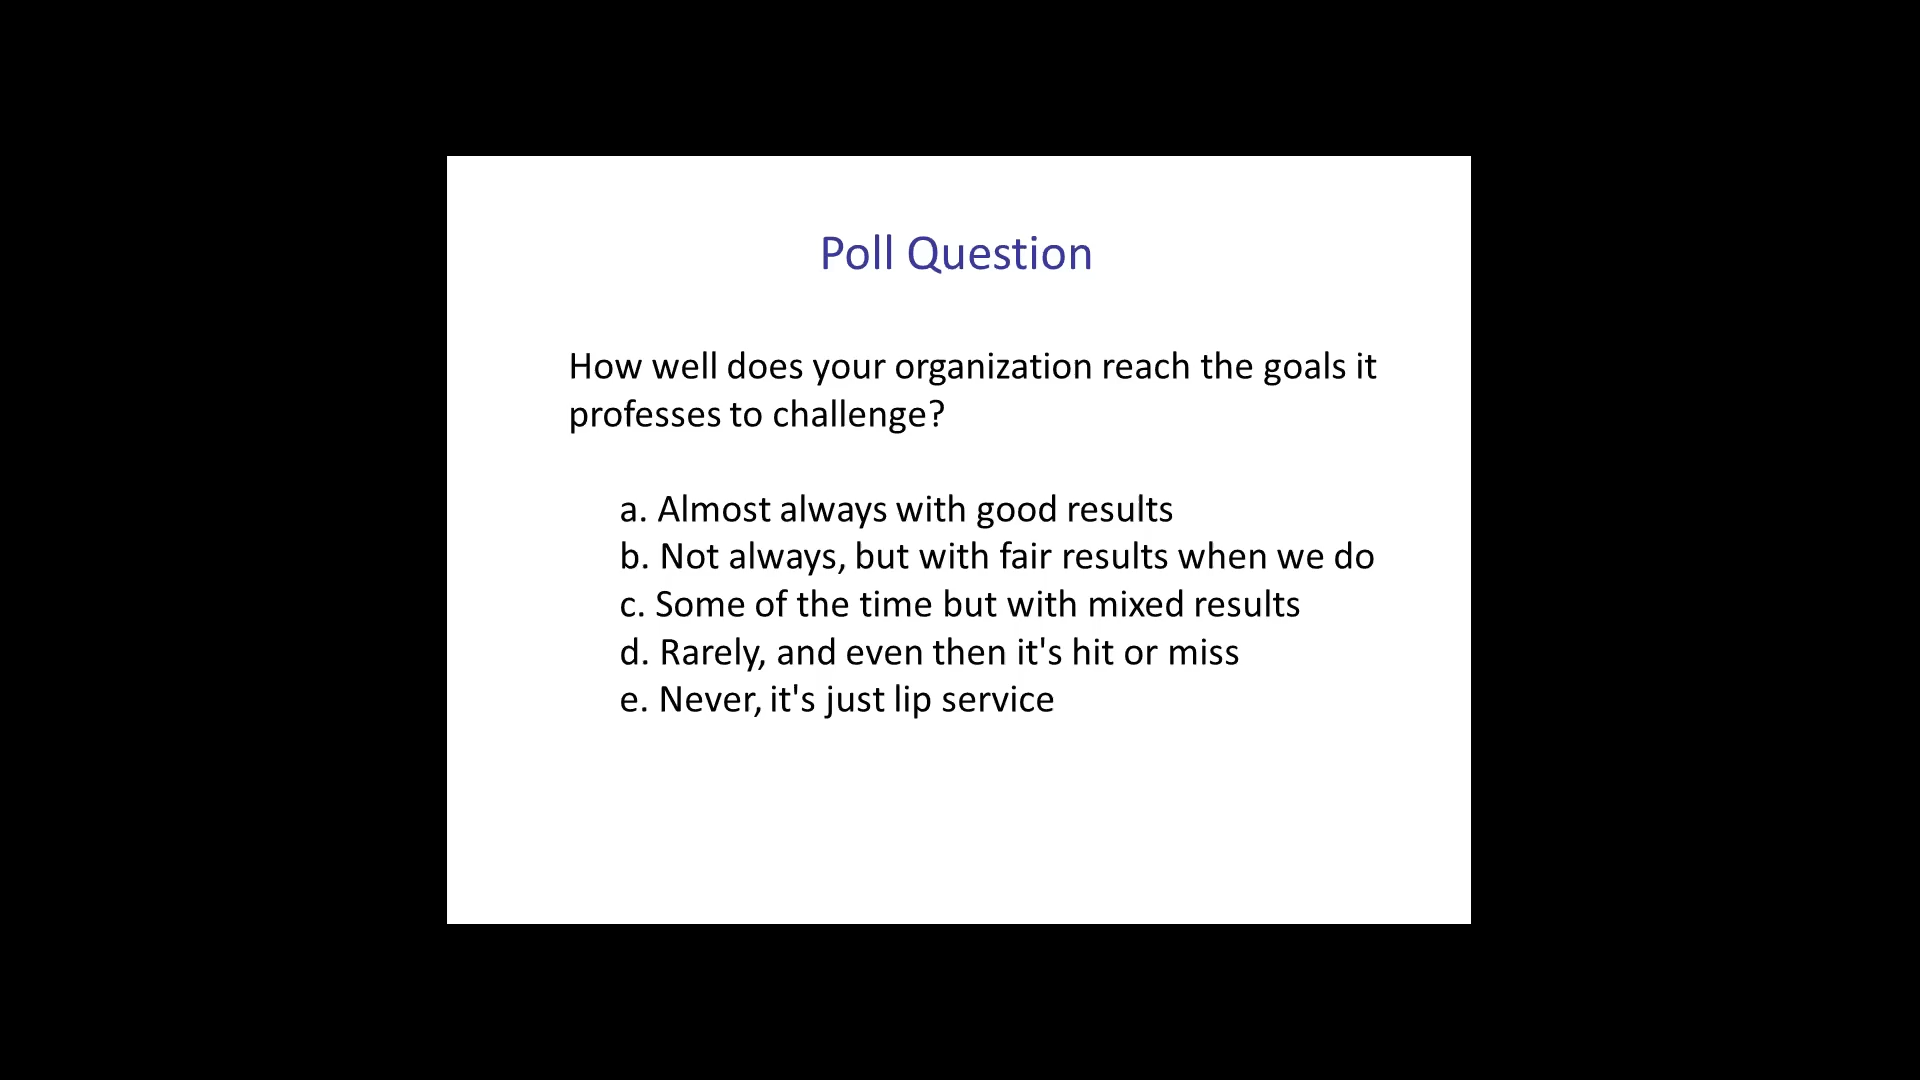 Poll Question
How well does your organization reach the goals it
professes to challenge?
a. Almost always with good results
b. Not always, but with fair results when we do
c. Some of the time but with mixed results
d. Rarely, and even then it's hit or miss
e. Never, it's just lip service